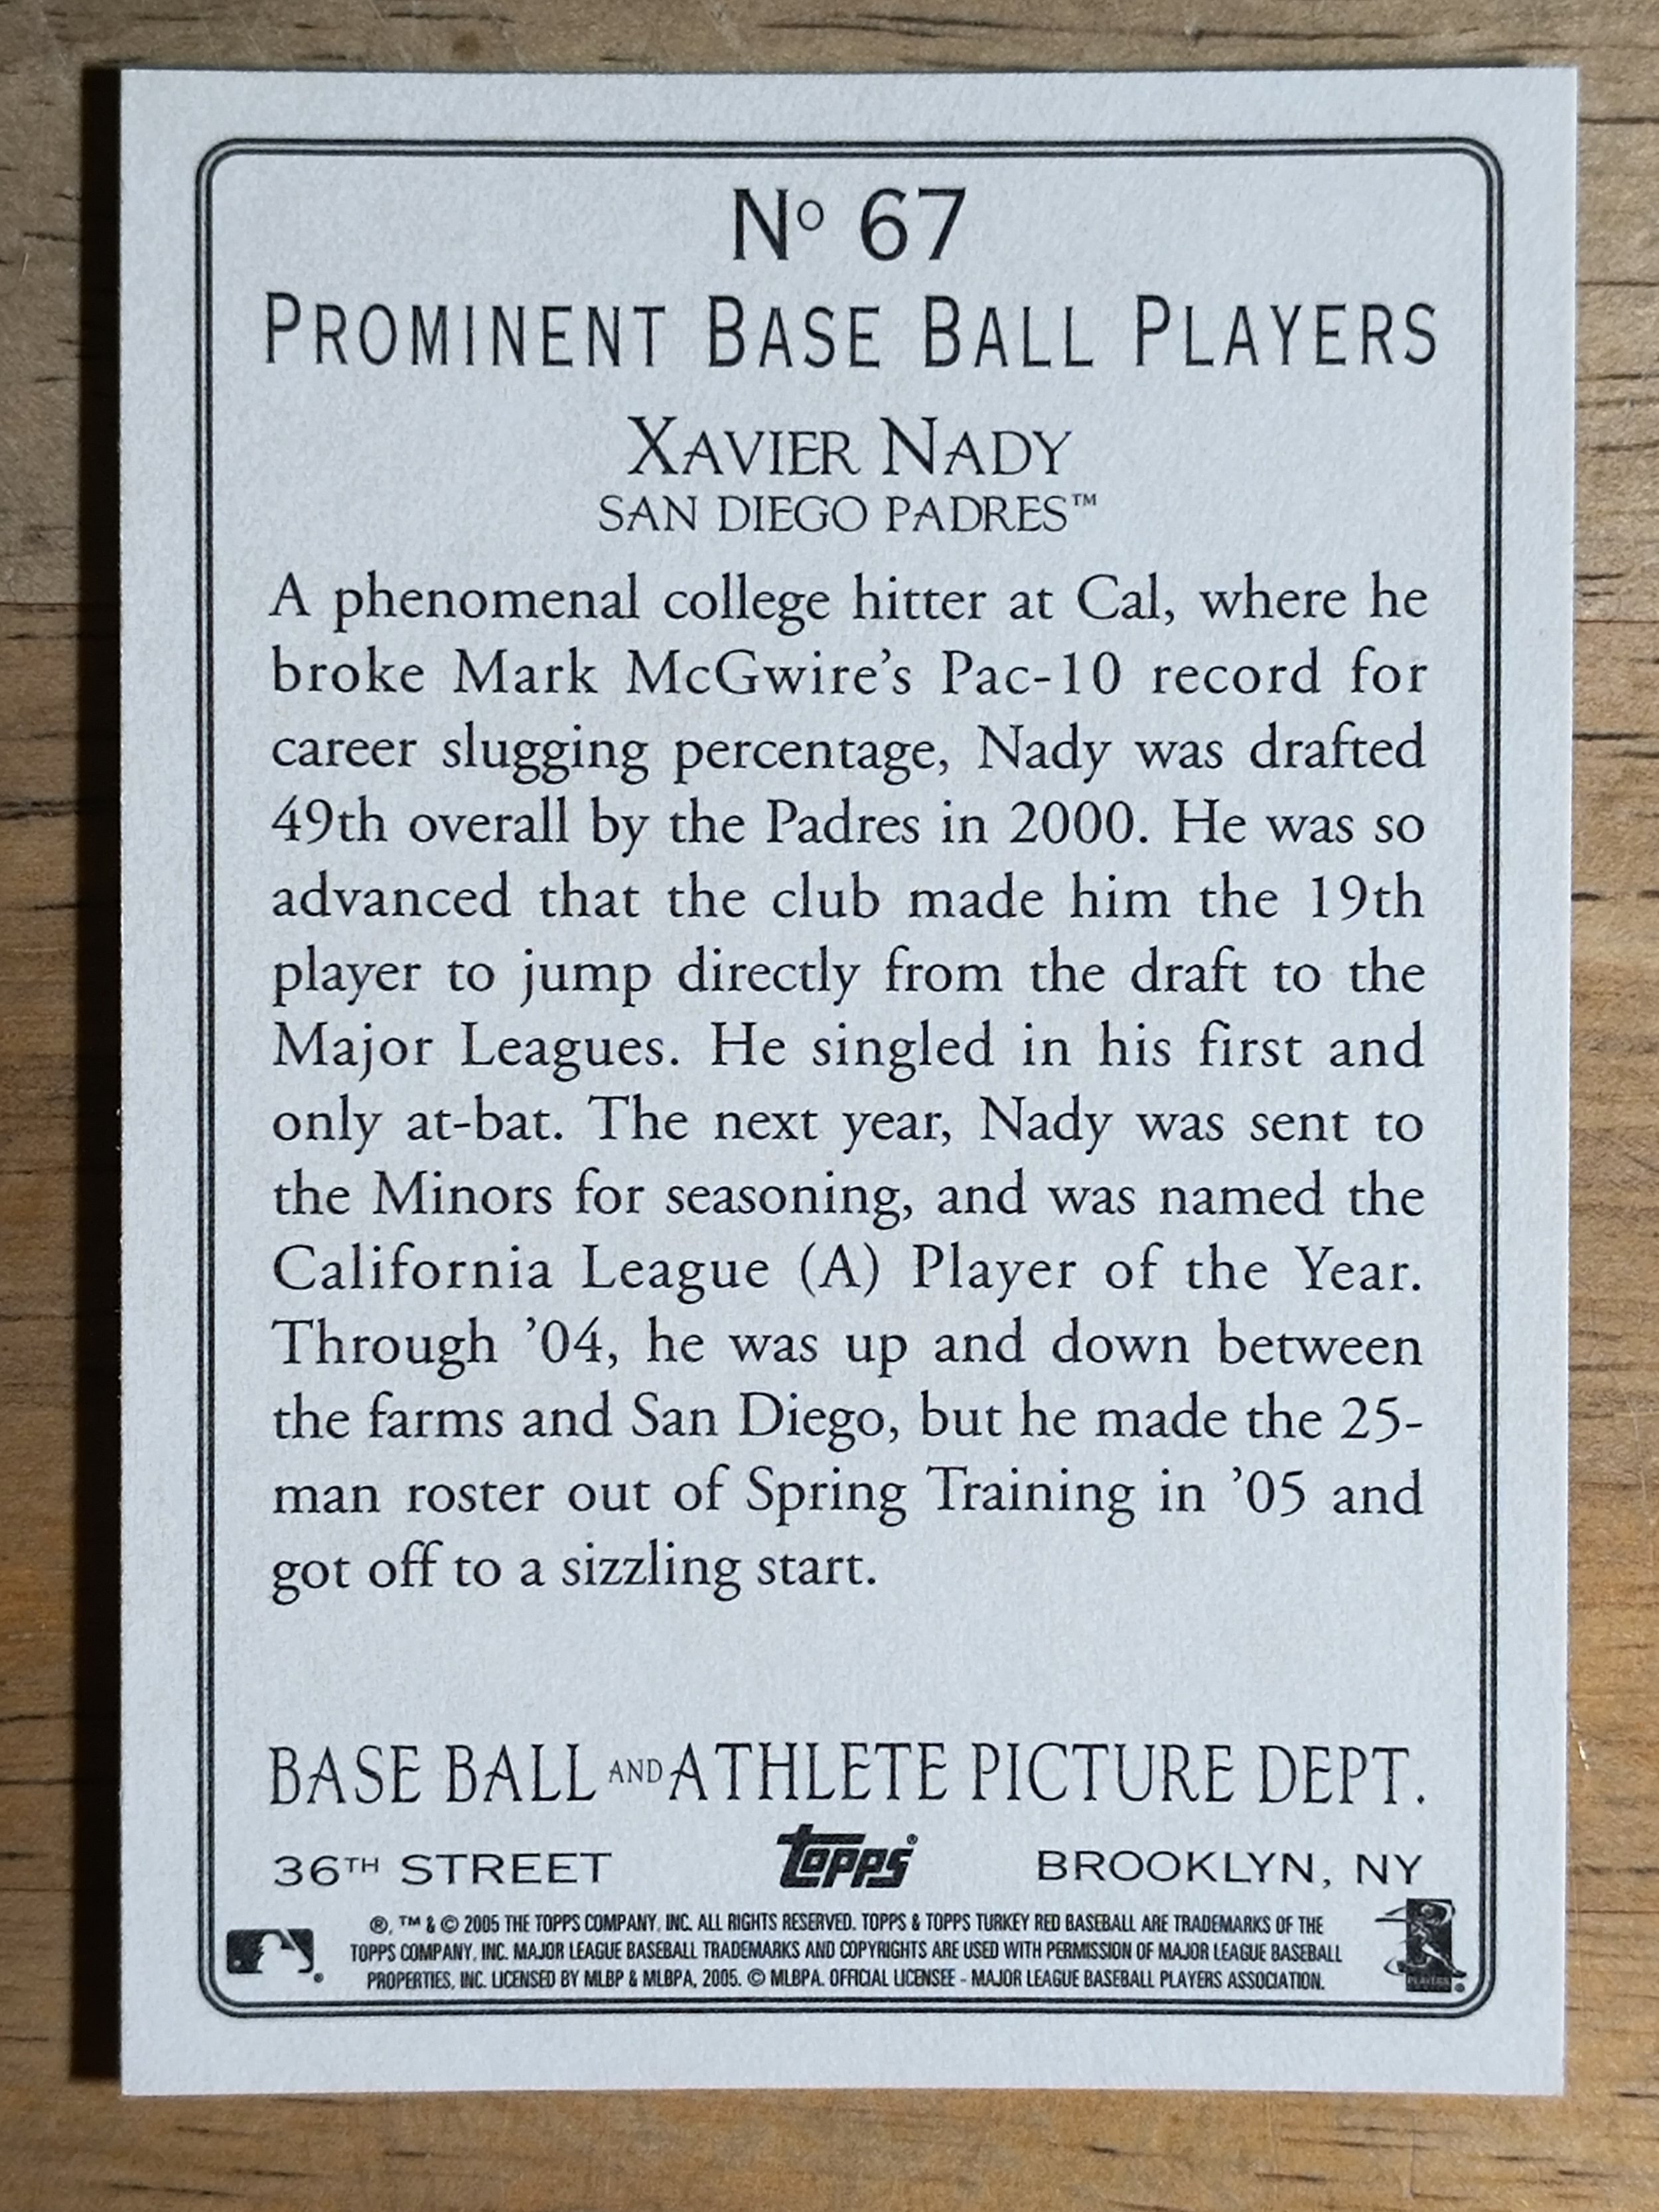 Nº 67
PROMINENT BASE BALL PLAYERS
XAVIER NADY
SAN DIEGO PADRES™
A phenomenal college hitter at Cal, where he
broke Mark McGwire's Pac-10 record for
career slugging percentage, Nady was drafted
49th overall by the Padres in 2000. He was so
advanced that the club made him the 19th
player to jump directly from the draft to the
Major Leagues. He singled in his first and
only at-bat. The next year, Nady was sent to
the Minors for seasoning, and was named the
California League (A) Player of the Year.
Through '04, he was up and down between
the farms and San Diego, but he made the 25-
man roster out of Spring Training in '05 and
got off to a sizzling start.
BASE BALL AND ATHLETE PICTURE DEPT.
36TH STREET topps® BROOKLYN, NY
®, ™ & © 2005 THE TOPPS COMPANY, INC. ALL RIGHTS RESERVED. TOPPS & TOPPS TURKEY RED BASEBALL ARE TRADEMARKS OF THE
TOPPS COMPANY, INC. MAJOR LEAGUE BASEBALL TRADEMARKS AND COPYRIGHTS ARE USED WITH PERMISSION OF MAJOR LEAGUE BASEBALL
PROPERTIES, INC. LICENSED BY MLBP & MLBPA, 2005. © MLBPA. OFFICIAL LICENSEE - MAJOR LEAGUE BASEBALL PLAYERS ASSOCIATION.
PLAYERS